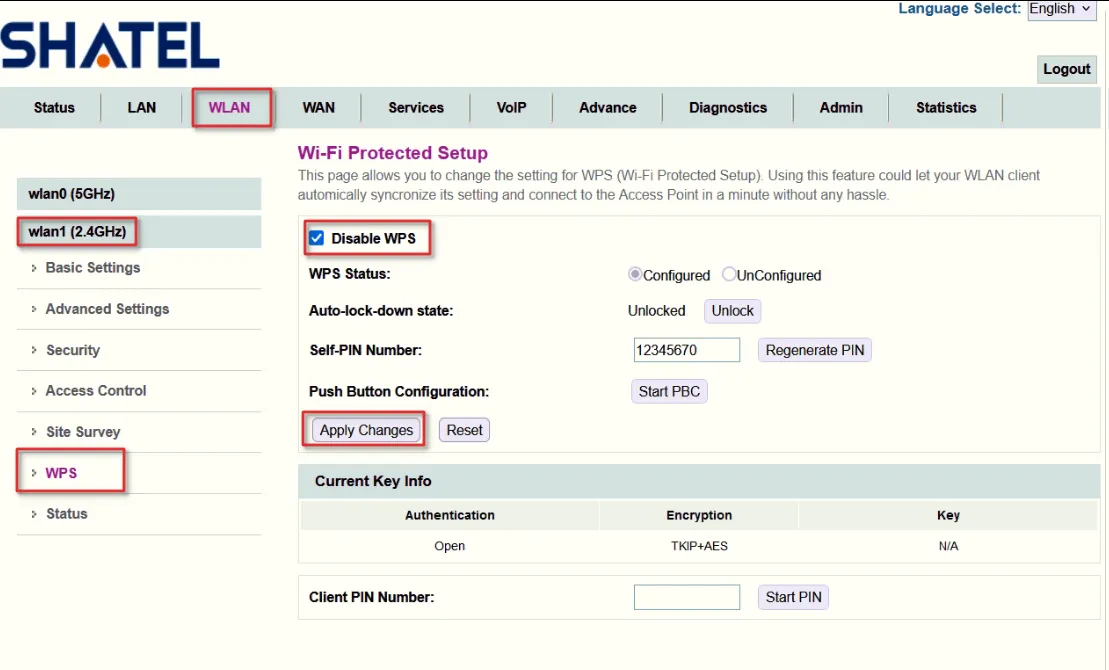 Language Select: English
SHATEL
Logout
Status LAN WLAN WAN Services VoIP Advance Diagnostics Admin Statistics
wlan0 (5GHz)
wlan1 (2.4GHz)
Basic Settings
Advanced Settings
Security
Access Control
Site Survey
WPS
Status
Wi-Fi Protected Setup
This page allows you to change the setting for WPS (Wi-Fi Protected Setup). Using this feature could let your WLAN client
automically syncronize its setting and connect to the Access Point in a minute without any hassle.
Disable WPS
WPS Status: Configured UnConfigured
Auto-lock-down state: Unlocked Unlock
Self-PIN Number: 12345670 Regenerate PIN
Push Button Configuration: Start PBC
Apply Changes Reset
Current Key Info
Authentication Encryption Key
Open TKIP+AES N/A
Client PIN Number: Start PIN